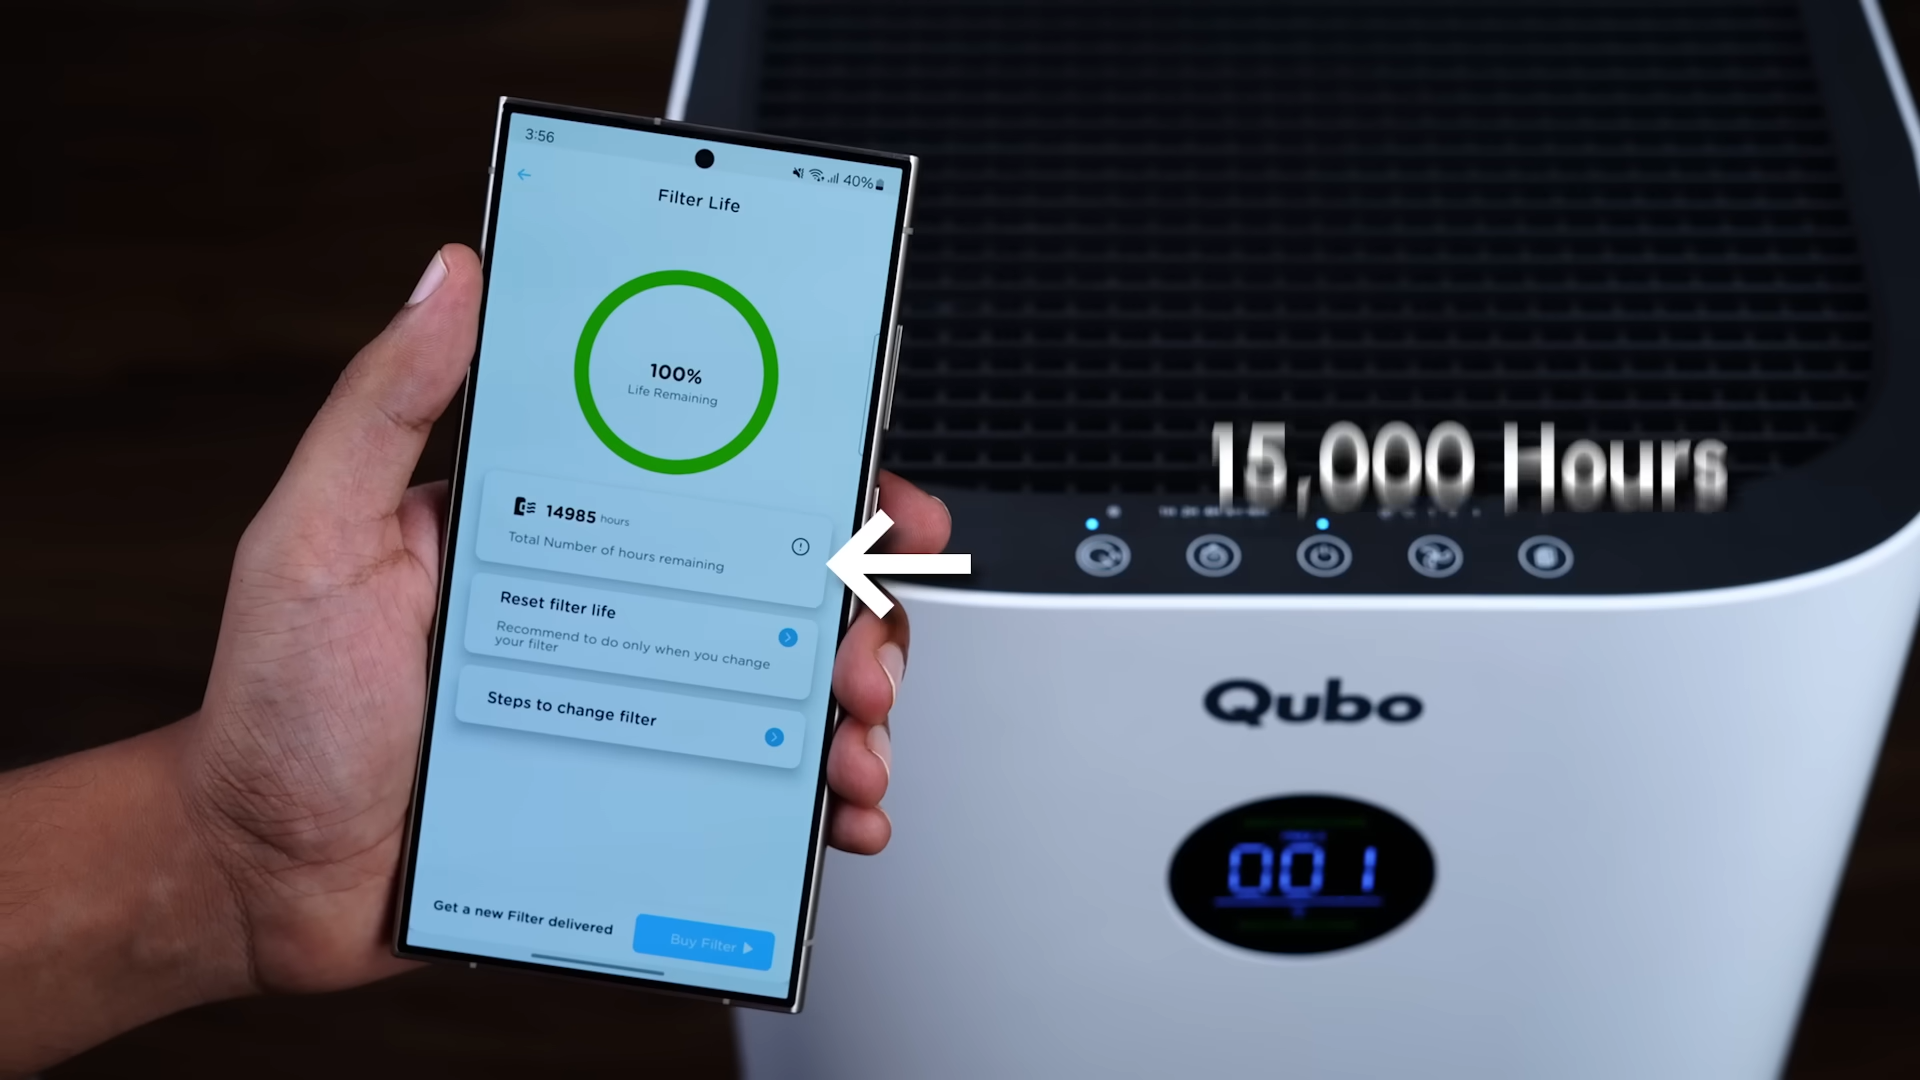 3:56
40%
Filter Life
100%
Life Remaining
14985 hours
Total Number of hours remaining
Reset filter life
Recommend to do only when you change
your filter
Steps to change filter
Get a new Filter delivered
Buy Filter
15,000 Hours
Qubo
001